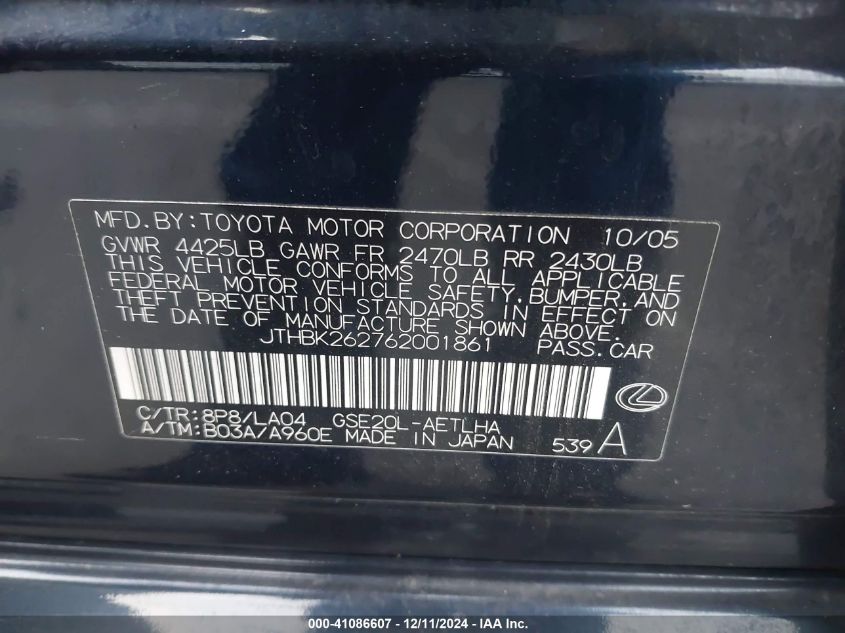 MFD.BY:TOYOTA MOTOR CORPORATION 10/05
GVWR 4425LB GAWR FR 2470LB RR 2430LB
THIS VEHICLE CONFORMS TO ALL APPLICABLE
FEDERAL MOTOR VEHICLE SAFETY,BUMPER,AND
THEFT PREVENTION STANDARDS IN EFFECT ON
THE DATE OF MANUFACTURE SHOWN ABOVE.
JTHBK262762001861 PASS.CAR
C/TR:8P8/LA04 GSE20L-AETLHA
A/TM:B03A/A960E MADE IN JAPAN 539A
000-41086607 - 12/11/2024 - IAA Inc.